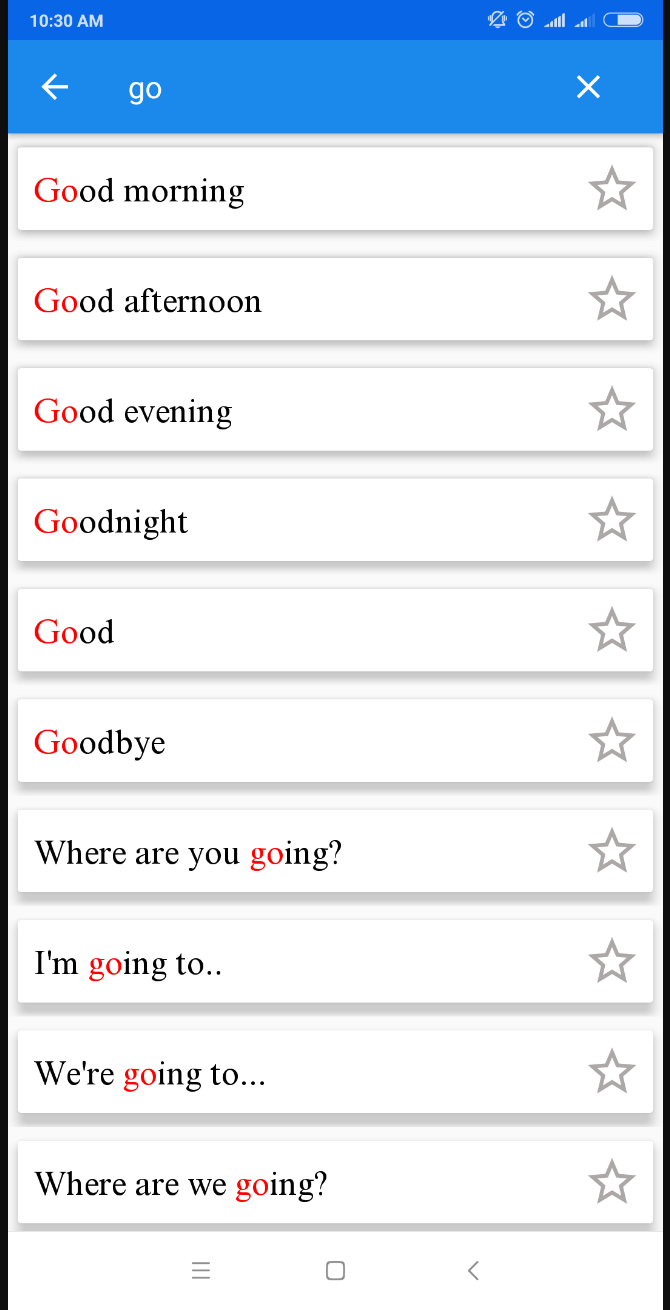 10:30 AM
go
Good morning
Good afternoon
Good evening
Goodnight
Good
Goodbye
Where are you going?
I'm going to..
We're going to...
Where are we going?